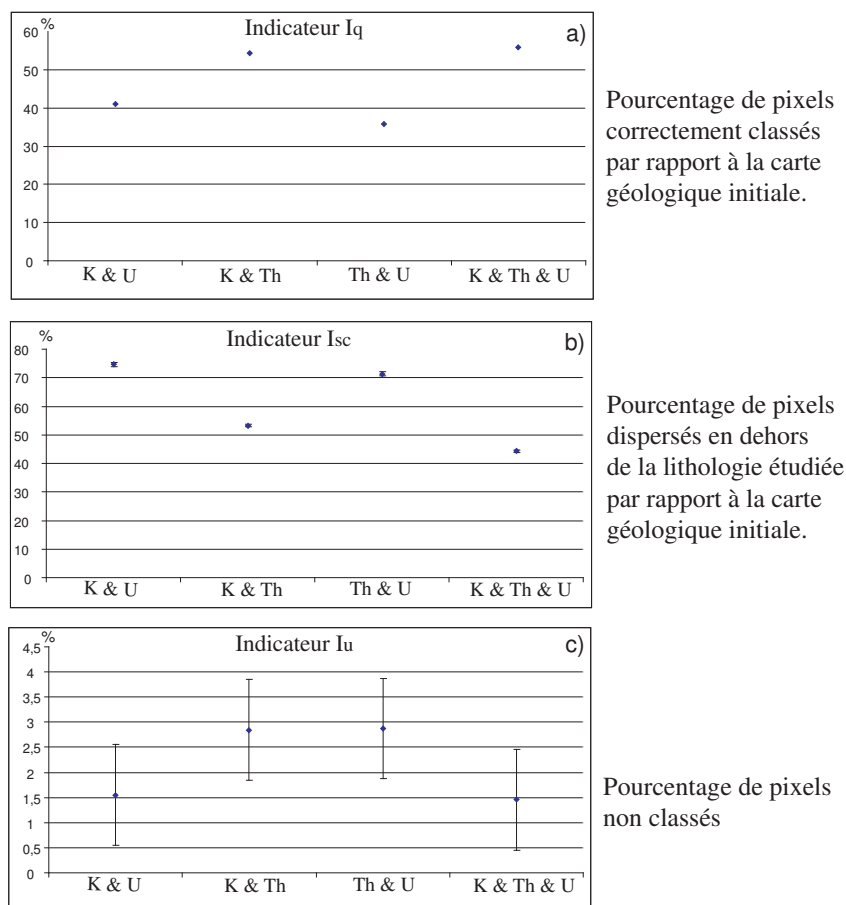 %
Indicateur Iq
a)
60
50
40
30
20
10
0
K & U
K & Th
Th & U
K & Th & U
Pourcentage de pixels
correctement classés
par rapport à la carte
géologique initiale.
%
Indicateur Isc
b)
80
70
60
50
40
30
20
10
0
K & U
K & Th
Th & U
K & Th & U
Pourcentage de pixels
dispersés en dehors
de la lithologie étudiée
par rapport à la carte
géologique initiale.
%
Indicateur Iu
c)
4,5
4
3,5
3
2,5
2
1,5
1
0,5
0
K & U
K & Th
Th & U
K & Th & U
Pourcentage de pixels
non classés